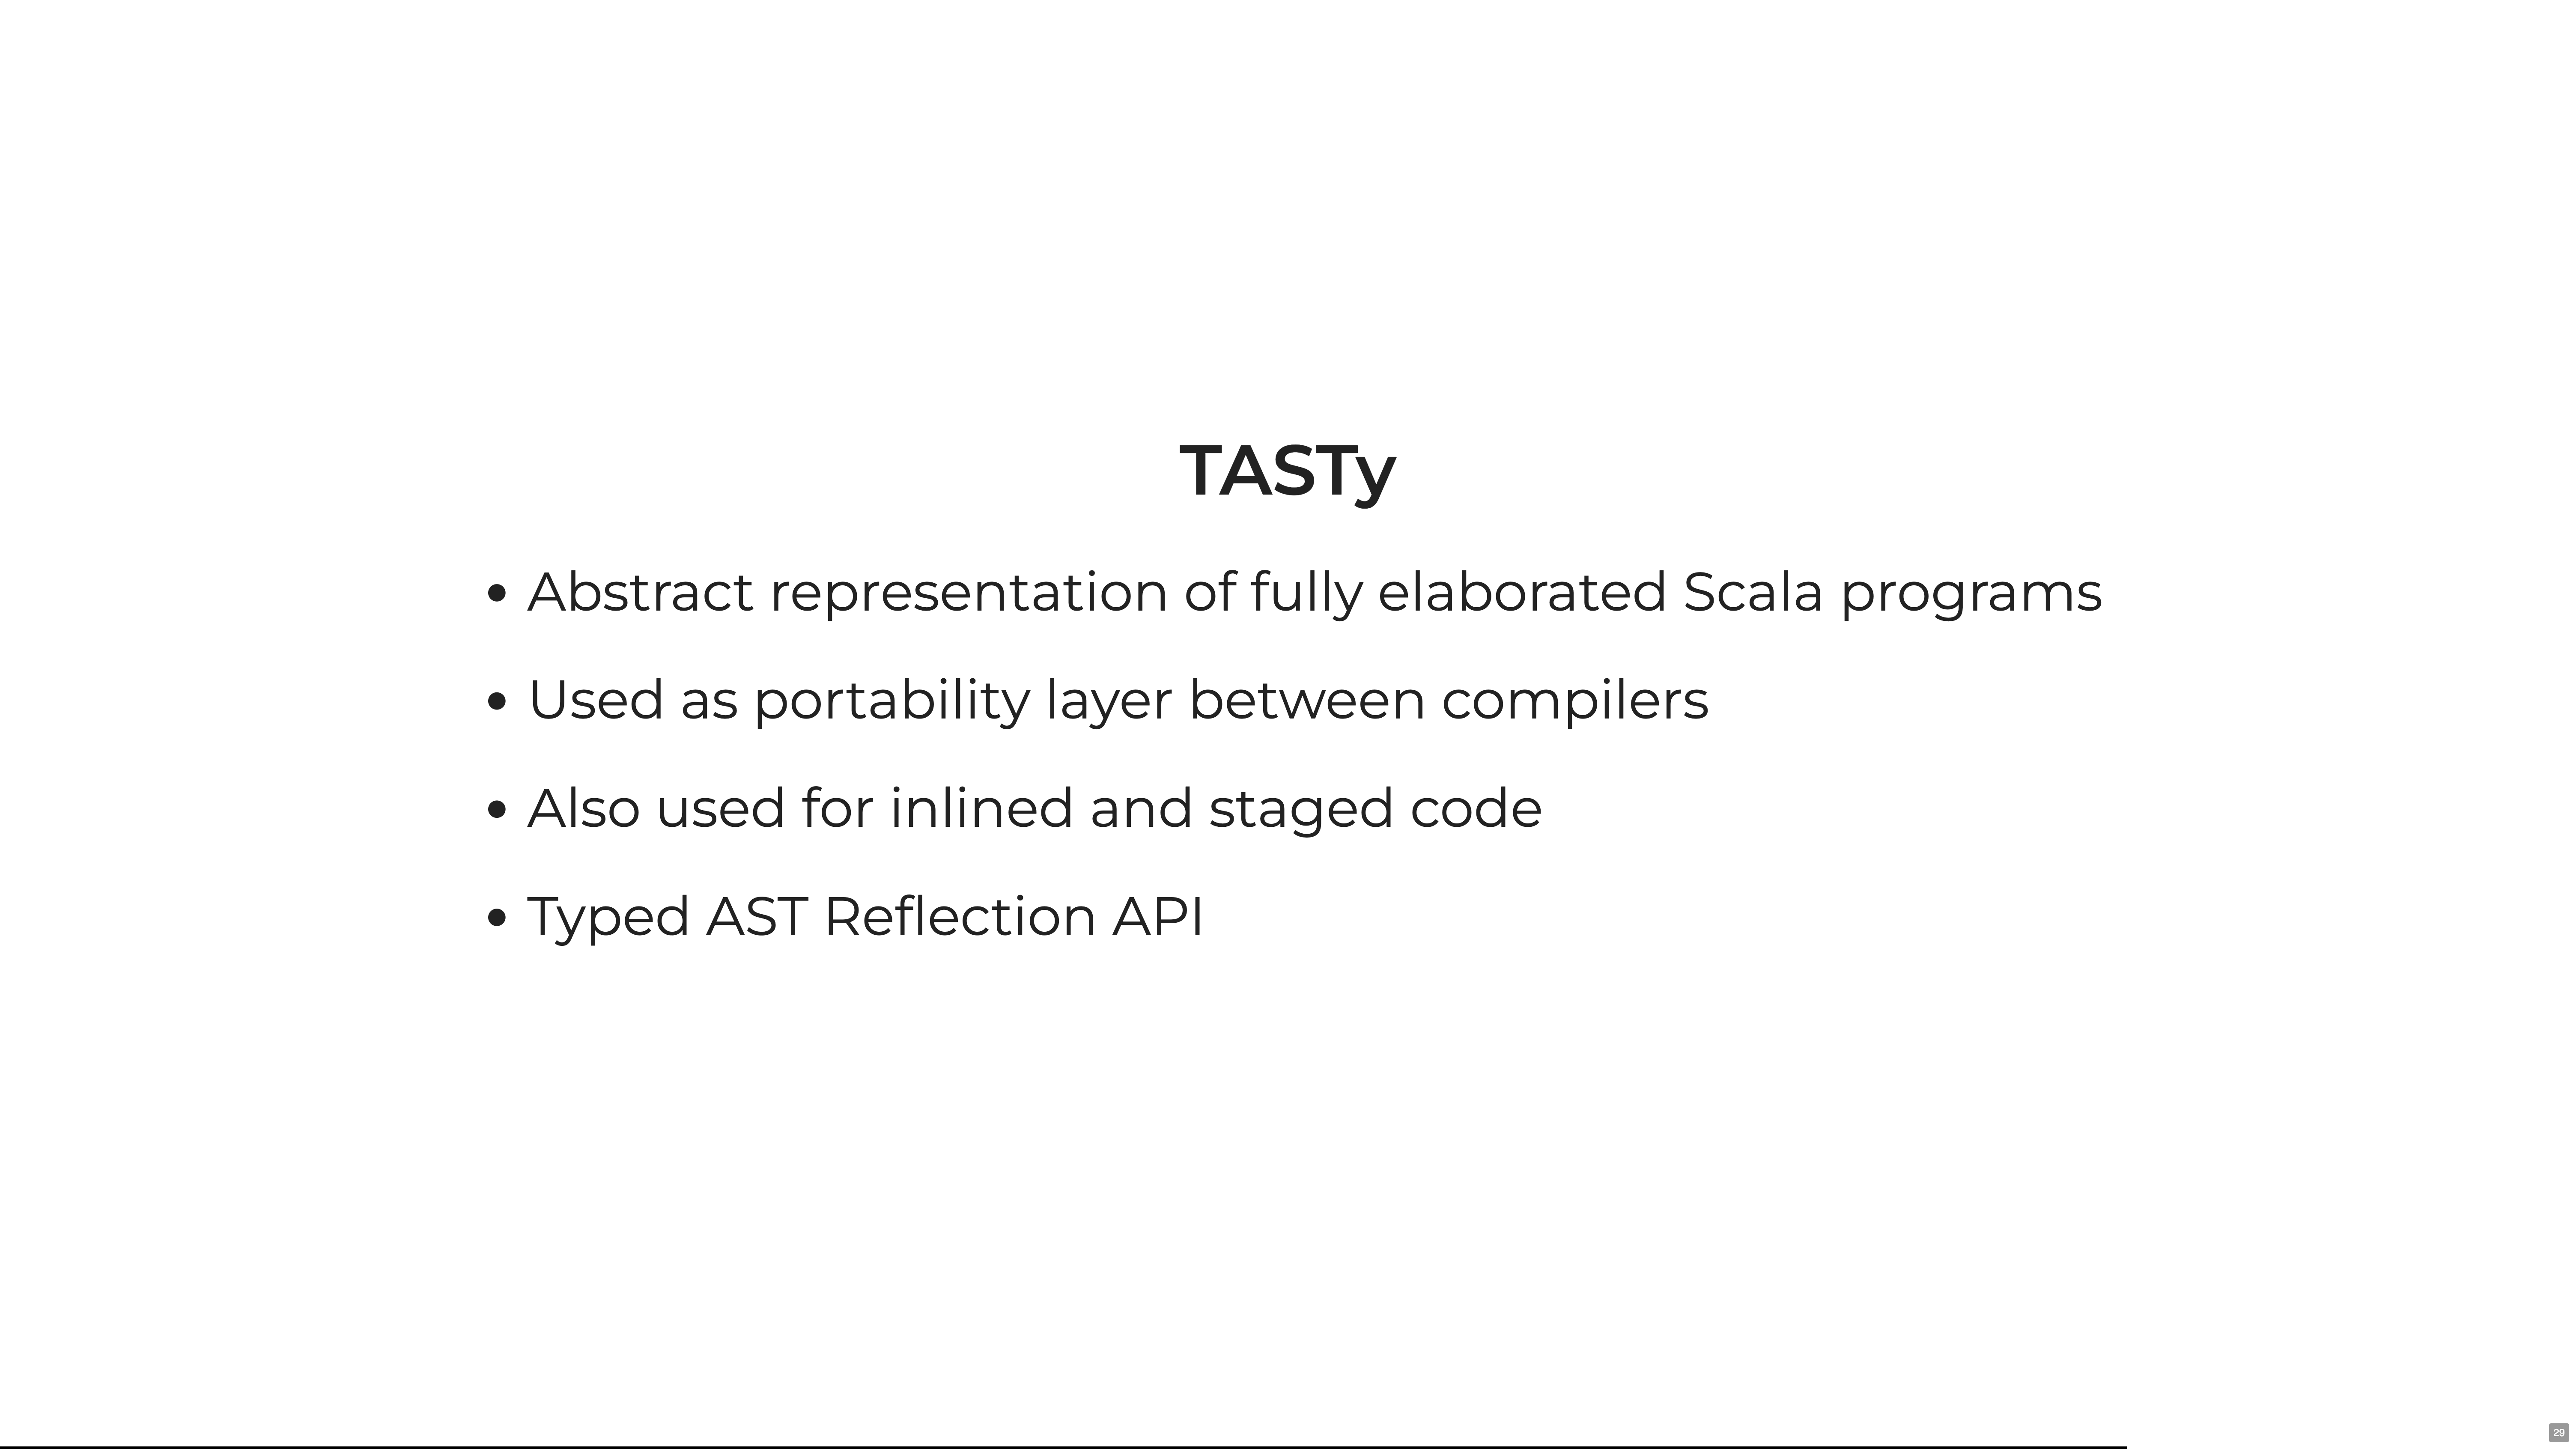 TASTy
• Abstract representation of fully elaborated Scala programs
• Used as portability layer between compilers
• Also used for inlined and staged code
• Typed AST Reflection API
29